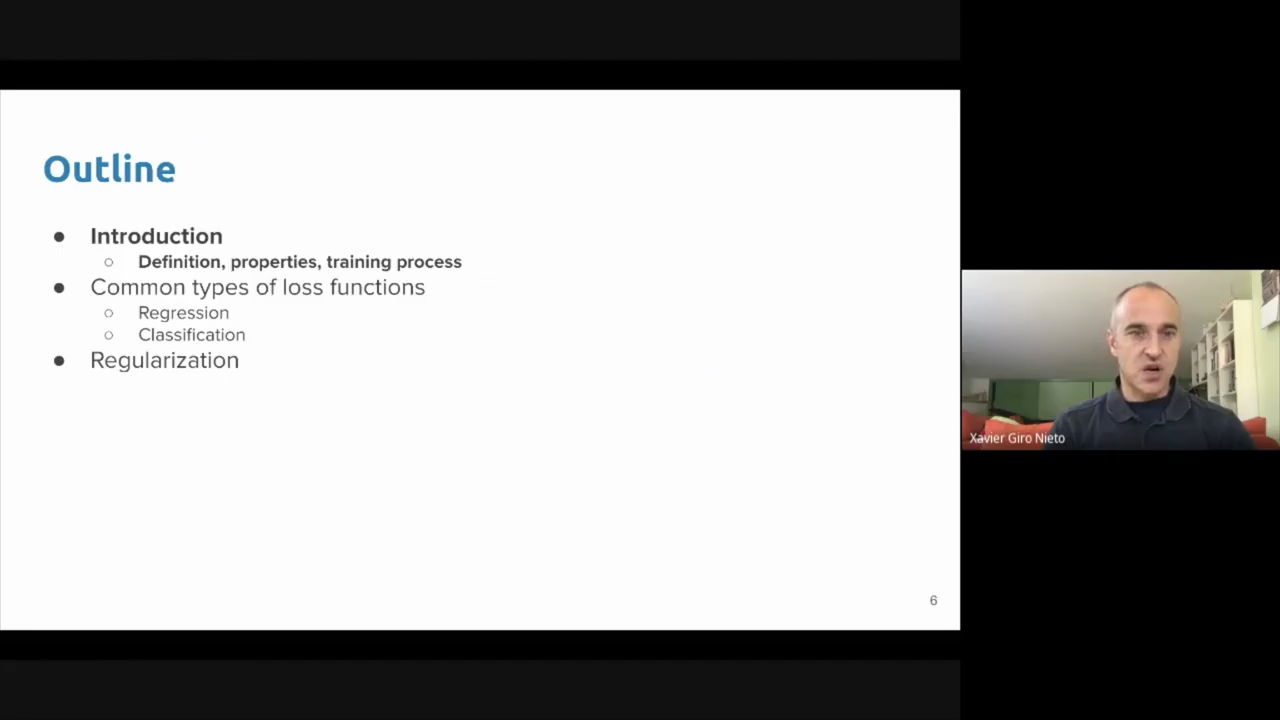 Outline
● Introduction
○ Definition, properties, training process
● Common types of loss functions
○ Regression
○ Classification
● Regularization
6
Xavier Giro Nieto